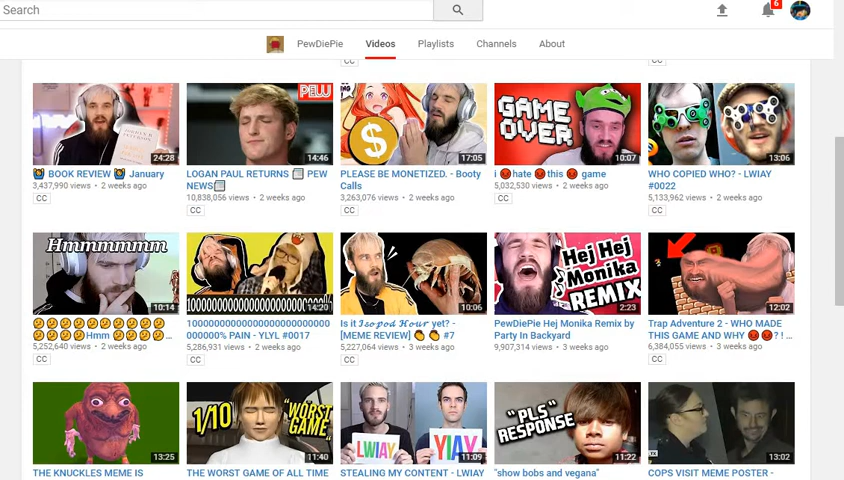 Search
6
PewDiePie Videos Playlists Channels About
CC CC
PEW
GAME
OVER
24:28 14:46 17:05 10:07 13:06
BOOK REVIEW January
3,437,990 views • 2 weeks ago
CC
LOGAN PAUL RETURNS PEW
NEWS
10,838,056 views • 2 weeks ago
CC
PLEASE BE MONETIZED. - Booty
Calls
3,263,076 views • 2 weeks ago
CC
i hate this game
5,032,530 views • 2 weeks ago
CC
WHO COPIED WHO? - LWIAY
#0022
5,133,962 views • 2 weeks ago
CC
Hmmmmmm
Hej Hej
Monika
REMIX
10:14 14:20 10:06 2:23 12:02
Hmm ...
5,252,640 views • 2 weeks ago
CC
000000% PAIN - YLYL #0017
5,286,931 views • 2 weeks ago
CC
Is it 𝓘𝓼𝓸𝓹𝓸𝓭 𝓗𝓸𝓾𝓻 yet? -
[MEME REVIEW] 👏 👏 #7
5,227,064 views • 3 weeks ago
CC
PewDiePie Hej Monika Remix by
Party In Backyard
9,907,314 views • 3 weeks ago
Trap Adventure 2 - WHO MADE
THIS GAME AND WHY ?! ...
6,384,055 views • 3 weeks ago
CC
1/10 "WORST
GAME"
LWIAY YIAY
"PLS"
RESPONSE
13:25 11:40 11:09 11:22 13:02
THE KNUCKLES MEME IS
THE WORST GAME OF ALL TIME
STEALING MY CONTENT - LWIAY
"show bobs and vegana"
COPS VISIT MEME POSTER -